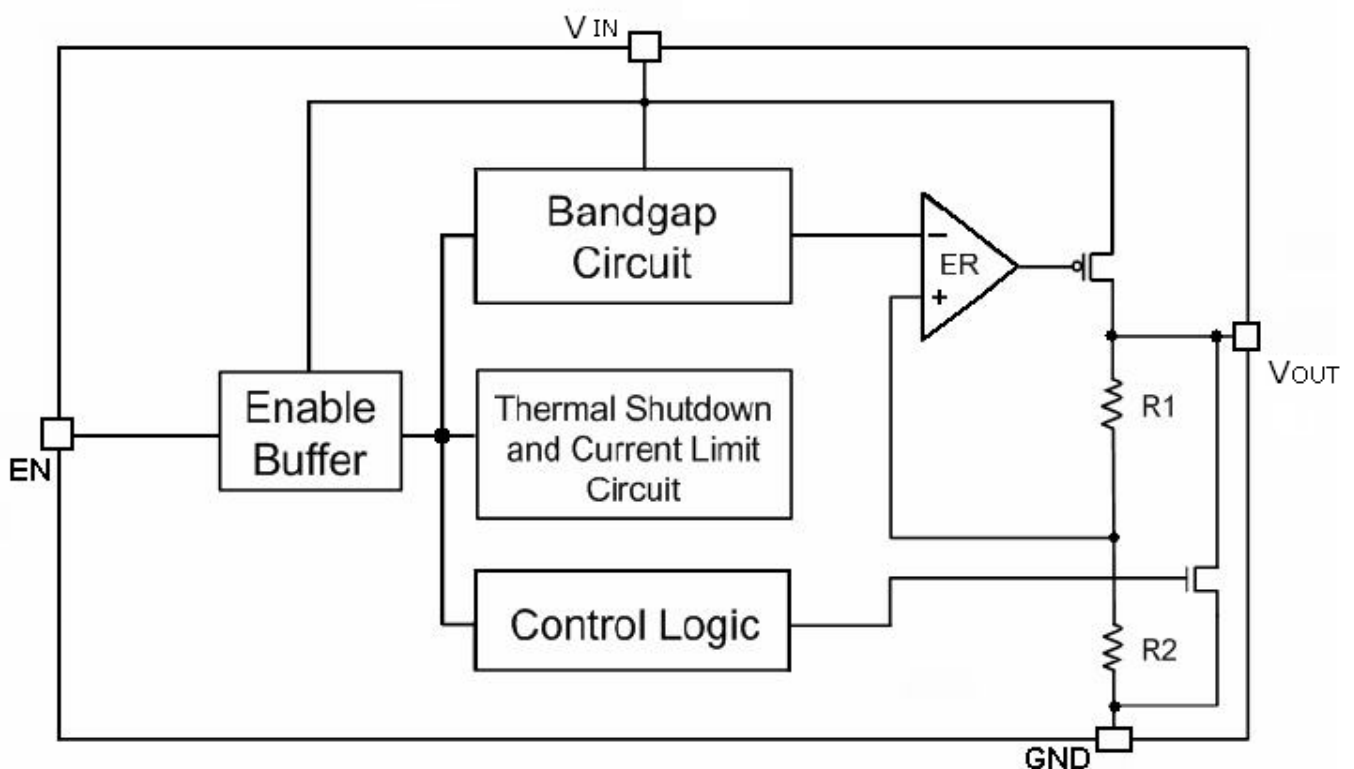 VIN
Bandgap
Circuit
−
ER
+
VOUT
Enable
Buffer
Thermal Shutdown
and Current Limit
Circuit
R1
EN
Control Logic
R2
GND